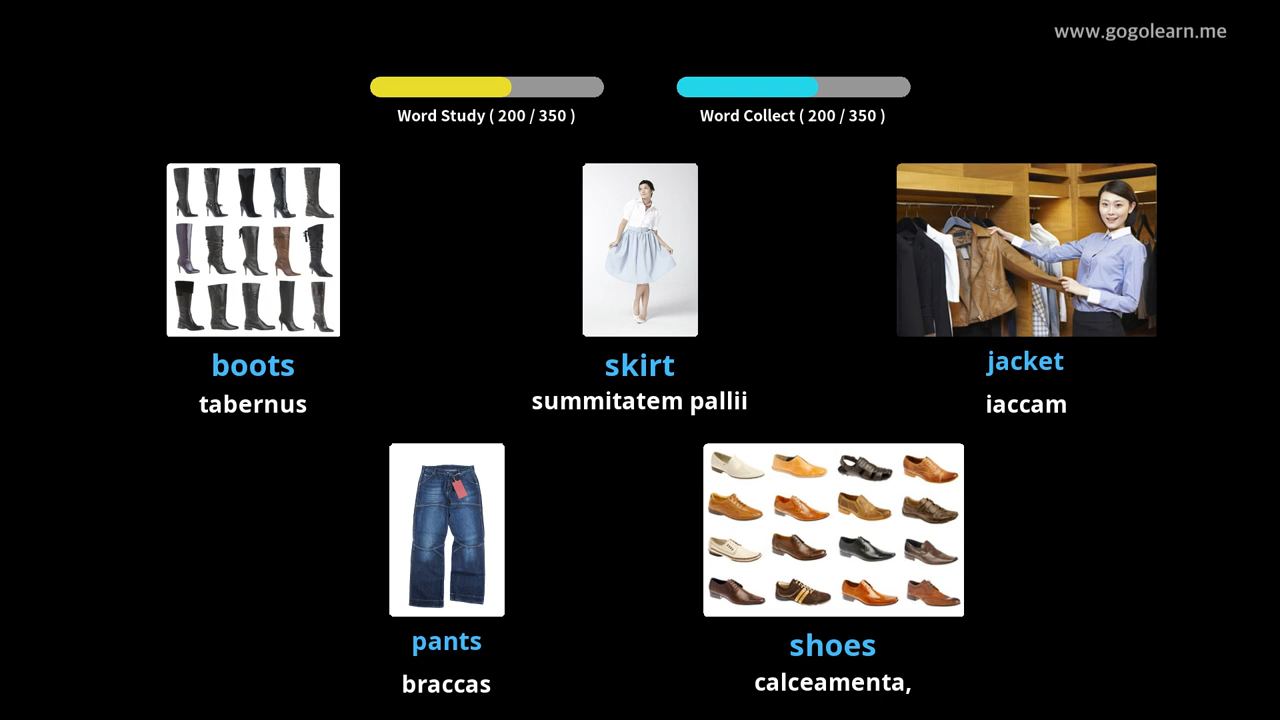 www.gogolearn.me
Word Study ( 200 / 350 )
Word Collect ( 200 / 350 )
boots
tabernus
skirt
summitatem pallii
jacket
iaccam
pants
braccas
shoes
calceamenta,